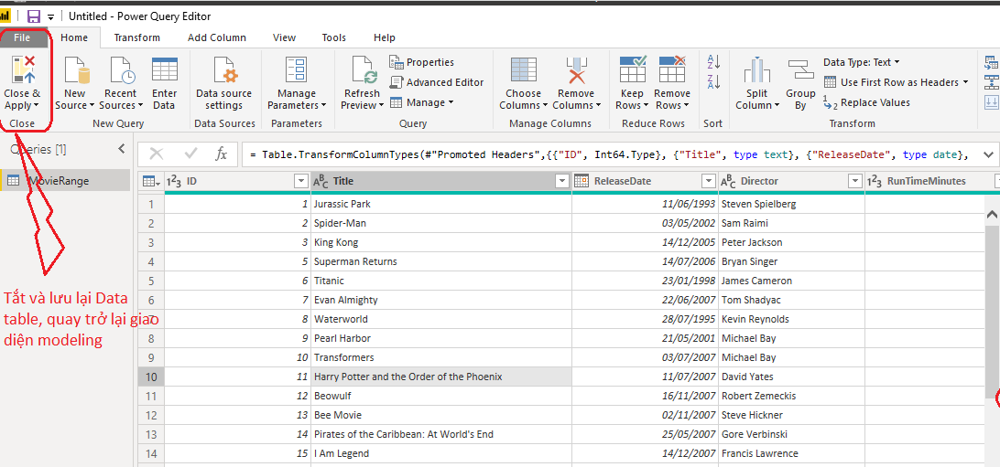 Untitled - Power Query Editor
File Home Transform Add Column View Tools Help
Close & Apply
New Source
Recent Sources
Enter Data
Data source settings
Manage Parameters
Refresh Preview
Properties
Advanced Editor
Manage
Choose Columns
Remove Columns
Keep Rows
Remove Rows
Split Column
Group By
Data Type: Text
Use First Row as Headers
Replace Values
Close New Query Data Sources Parameters Query Manage Columns Reduce Rows Sort Transform
Queries [1]
MovieRange
= Table.TransformColumnTypes(#"Promoted Headers",{{"ID", Int64.Type}, {"Title", type text}, {"ReleaseDate", type date},
ID Title ReleaseDate Director RunTimeMinutes
1 1 Jurassic Park 11/06/1993 Steven Spielberg
2 2 Spider-Man 03/05/2002 Sam Raimi
3 3 King Kong 14/12/2005 Peter Jackson
4 5 Superman Returns 14/07/2006 Bryan Singer
5 6 Titanic 23/01/1998 James Cameron
6 7 Evan Almighty 22/06/2007 Tom Shadyac
7 8 Waterworld 28/07/1995 Kevin Reynolds
8 9 Pearl Harbor 21/05/2001 Michael Bay
9 10 Transformers 03/07/2007 Michael Bay
10 11 Harry Potter and the Order of the Phoenix 11/07/2007 David Yates
11 12 Beowulf 16/11/2007 Robert Zemeckis
12 13 Bee Movie 02/11/2007 Steve Hickner
13 14 Pirates of the Caribbean: At World's End 25/05/2007 Gore Verbinski
14 15 I Am Legend 14/12/2007 Francis Lawrence
Tắt và lưu lại Data
table, quay trở lại giao
diện modeling